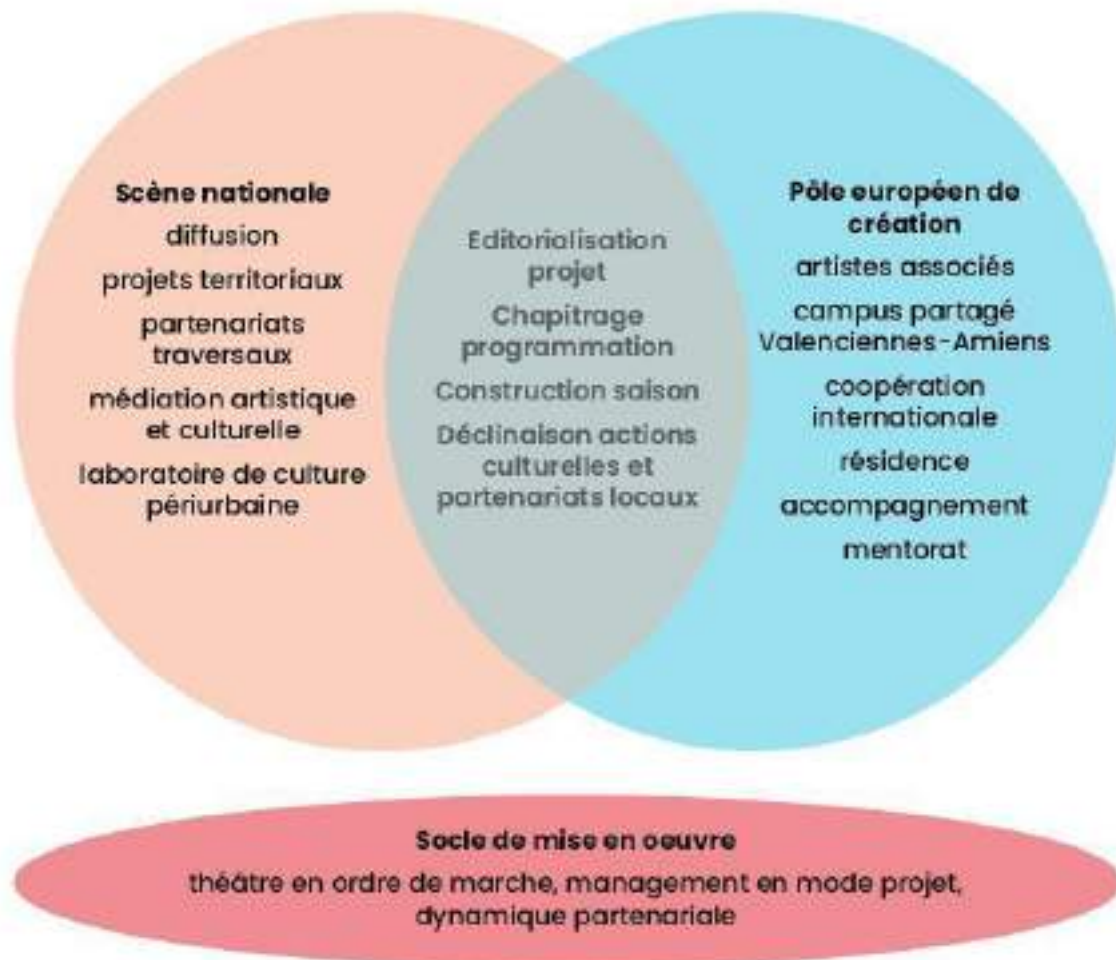 Scène nationale
diffusion
projets territoriaux
partenariats
traversaux
médiation artistique
et culturelle
laboratoire de culture
périurbaine
Editorialisation
projet
Chapitrage
programmation
Construction saison
Déclinaison actions
culturelles et
partenariats locaux
Pôle européen de
création
artistes associés
campus partagé
Valenciennes-Amiens
coopération
internationale
résidence
accompagnement
mentorat
Socle de mise en oeuvre
théâtre en ordre de marche, management en mode projet,
dynamique partenariale